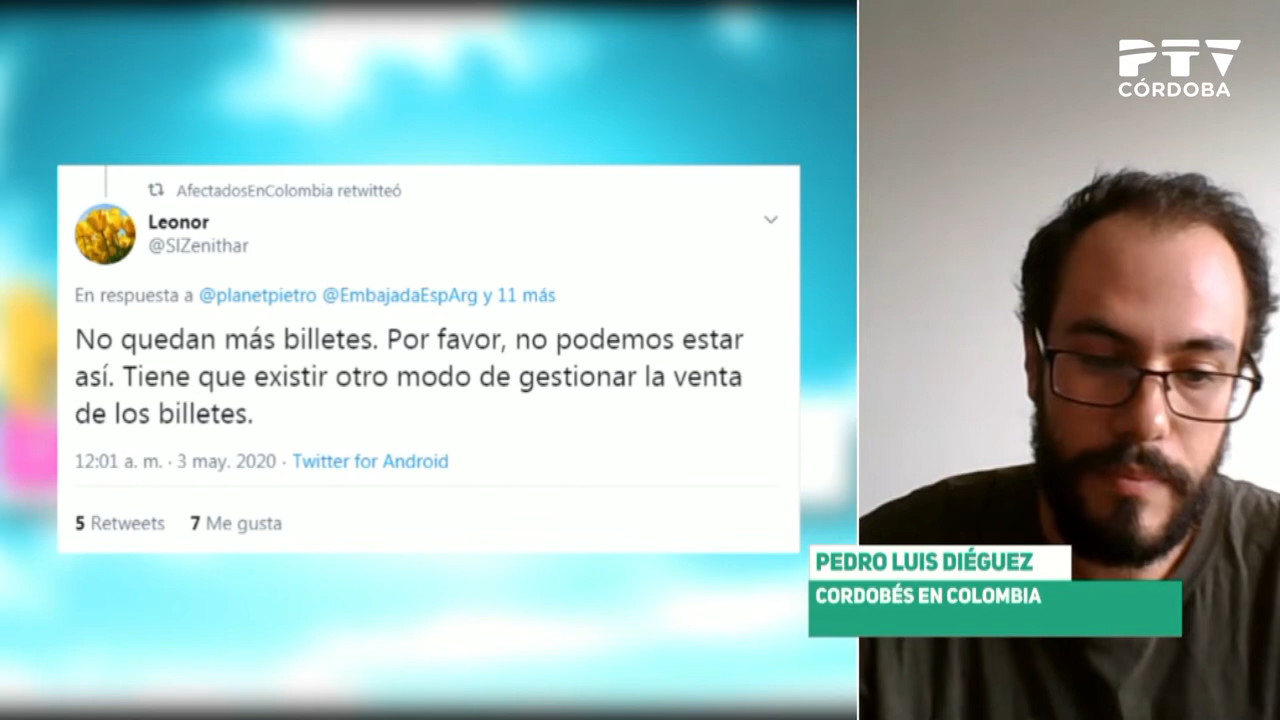 AfectadosEnColombia retwitteó
Leonor
@SIZenithar
En respuesta a @planetpietro @EmbajadaEspArg y 11 más
No quedan más billetes. Por favor, no podemos estar
así. Tiene que existir otro modo de gestionar la venta
de los billetes.
12:01 a. m. · 3 may. 2020 · Twitter for Android
5 Retweets 7 Me gusta
PTV
CÓRDOBA
PEDRO LUIS DIÉGUEZ
CORDOBÉS EN COLOMBIA